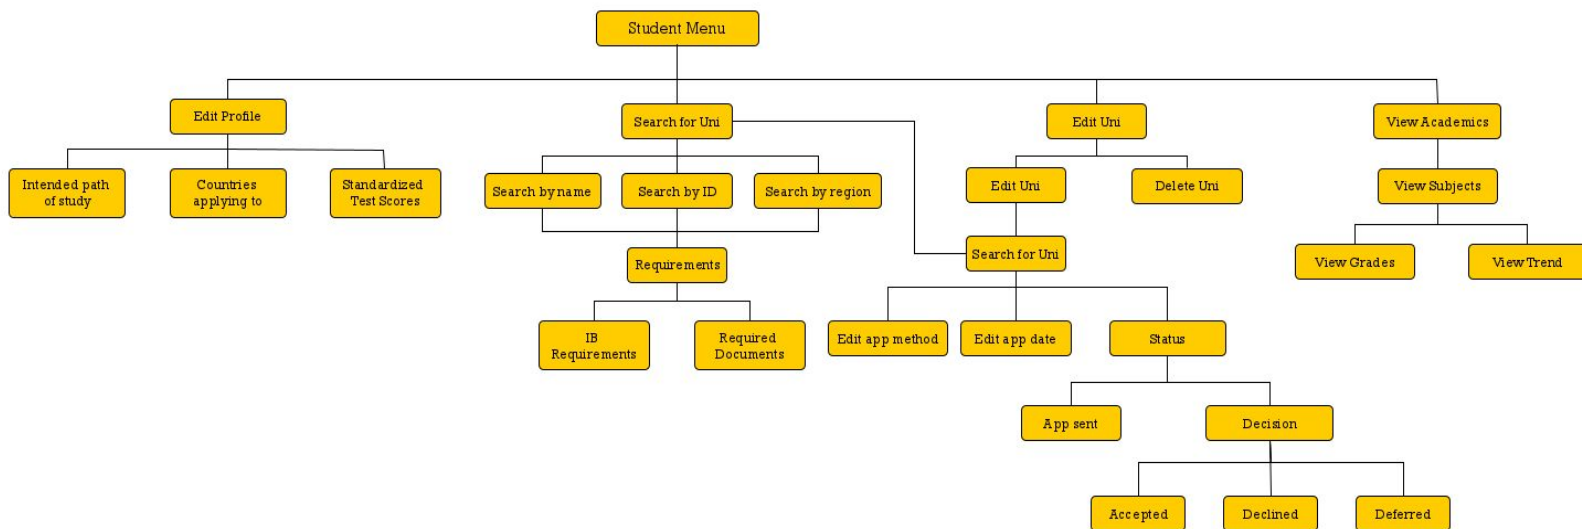 Student Menu
Edit Profile
Search for Uni
Edit Uni
View Academics
Intended path
of study
Countries
applying to
Standardized
Test Scores
Search by name
Search by ID
Search by region
Edit Uni
Delete Uni
View Subjects
Requirements
Search for Uni
View Grades
View Trend
IB
Requirements
Required
Documents
Edit app method
Edit app date
Status
App sent
Decision
Accepted
Declined
Deferred